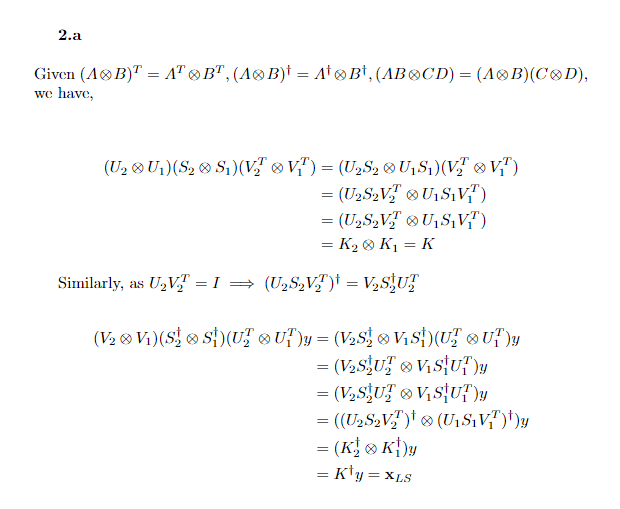 2.a
Given (A⊗B)^T = A^T⊗B^T, (A⊗B)^† = A^†⊗B^†, (AB⊗CD) = (A⊗B)(C⊗D),
we have,
(U_2 ⊗ U_1)(S_2 ⊗ S_1)(V_2^T ⊗ V_1^T) = (U_2S_2 ⊗ U_1S_1)(V_2^T ⊗ V_1^T)
= (U_2S_2V_2^T ⊗ U_1S_1V_1^T)
= (U_2S_2V_2^T ⊗ U_1S_1V_1^T)
= K_2 ⊗ K_1 = K
Similarly, as U_2V_2^T = I ⟹ (U_2S_2V_2^T)^† = V_2S_2^†U_2^T
(V_2 ⊗ V_1)(S_2^† ⊗ S_1^†)(U_2^T ⊗ U_1^T)y = (V_2S_2^† ⊗ V_1S_1^†)(U_2^T ⊗ U_1^T)y
= (V_2S_2^†U_2^T ⊗ V_1S_1^†U_1^T)y
= (V_2S_2^†U_2^T ⊗ V_1S_1^†U_1^T)y
= ((U_2S_2V_2^T)^† ⊗ (U_1S_1V_1^T)^†)y
= (K_2^† ⊗ K_1^†)y
= K^†y = x_{LS}